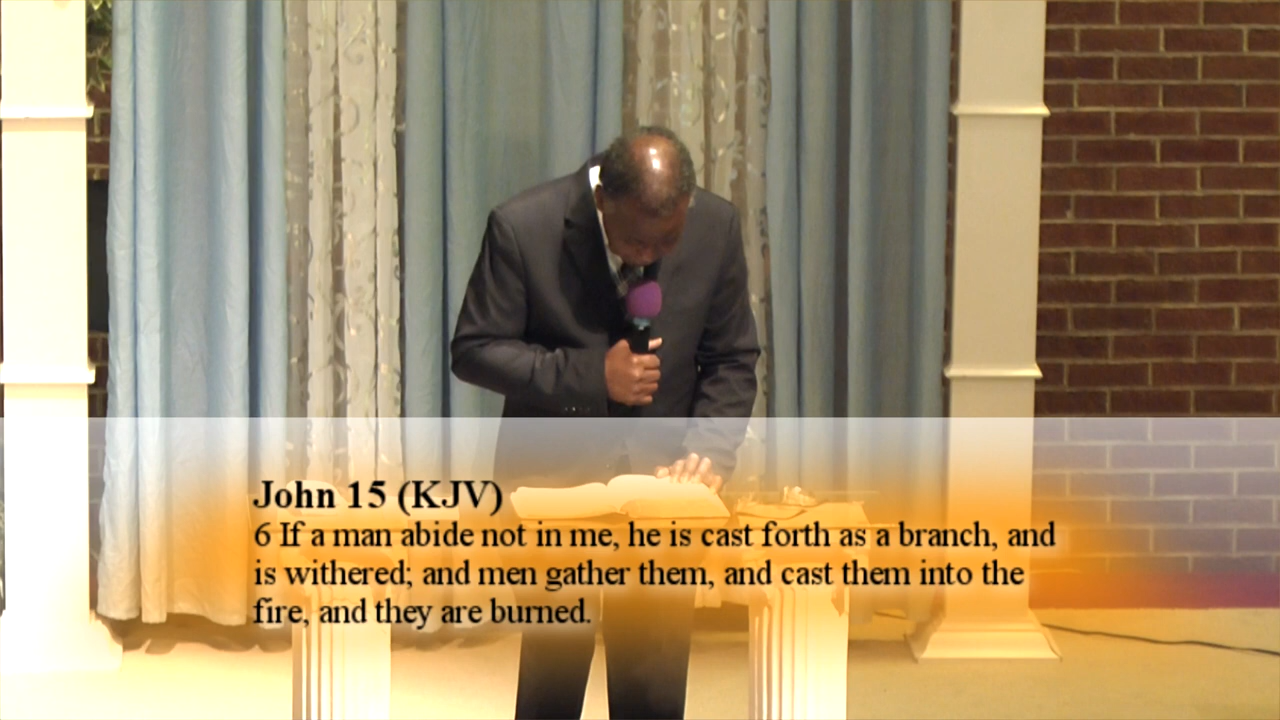 John 15 (KJV)
6 If a man abide not in me, he is cast forth as a branch, and
is withered; and men gather them, and cast them into the
fire, and they are burned.